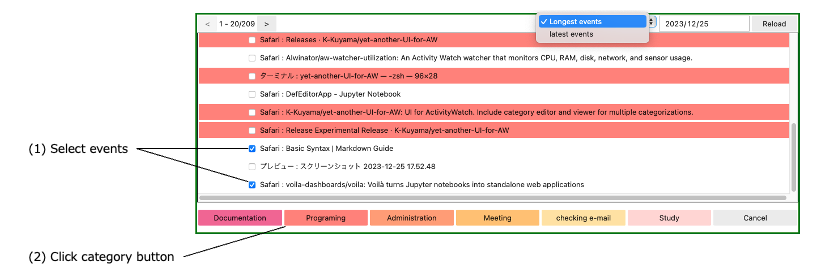 < 1 - 20/209 > ✓ Longest events 2023/12/25 Reload
latest events
Safari : Releases · K-Kuyama/yet-another-UI-for-AW
Safari : Alwinator/aw-watcher-utilization: An Activity Watch watcher that monitors CPU, RAM, disk, network, and sensor usage.
ターミナル : yet-another-UI-for-AW — -zsh — 96×28
Safari : DefEditorApp - Jupyter Notebook
Safari : K-Kuyama/yet-another-UI-for-AW: UI for ActivityWatch. Include category editor and viewer for multiple categorizations.
Safari : Release Experimental Release · K-Kuyama/yet-another-UI-for-AW
(1) Select events
Safari : Basic Syntax | Markdown Guide
プレビュー : スクリーンショット 2023-12-25 17.52.48
Safari : voila-dashboards/voila: Voilà turns Jupyter notebooks into standalone web applications
Documentation Programing Administration Meeting checking e-mail Study Cancel
(2) Click category button